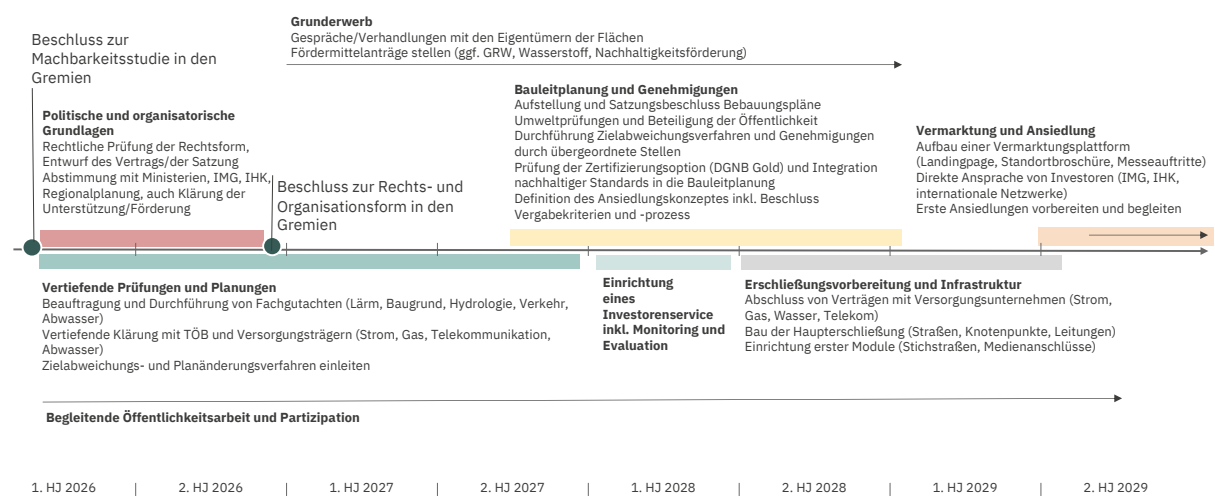 Grunderwerb
Gespräche/Verhandlungen mit den Eigentümern der Flächen
Fördermittelanträge stellen (ggf. GRW, Wasserstoff, Nachhaltigkeitsförderung)
Beschluss zur
Machbarkeitsstudie in den
Gremien
Politische und organisatorische
Grundlagen
Rechtliche Prüfung der Rechtsform,
Entwurf des Vertrags/der Satzung
Abstimmung mit Ministerien, IMG, IHK,
Regionalplanung, auch Klärung der
Unterstützung/Förderung
Beschluss zur Rechts- und
Organisationsform in den
Gremien
Bauleitplanung und Genehmigungen
Aufstellung und Satzungsbeschluss Bebauungspläne
Umweltprüfungen und Beteiligung der Öffentlichkeit
Durchführung Zielabweichungsverfahren und Genehmigungen
durch übergeordnete Stellen
Prüfung der Zertifizierungsoption (DGNB Gold) und Integration
nachhaltiger Standards in die Bauleitplanung
Definition des Ansiedlungskonzeptes inkl. Beschluss
Vergabekriterien und -prozess
Vermarktung und Ansiedlung
Aufbau einer Vermarktungsplattform
(Landingpage, Standortbroschüre, Messeauftritte)
Direkte Ansprache von Investoren (IMG, IHK,
internationale Netzwerke)
Erste Ansiedlungen vorbereiten und begleiten
Vertiefende Prüfungen und Planungen
Beauftragung und Durchführung von Fachgutachten (Lärm, Baugrund, Hydrologie, Verkehr,
Abwasser)
Vertiefende Klärung mit TÖB und Versorgungsträgern (Strom, Gas, Telekommunikation,
Abwasser)
Zielabweichungs- und Planänderungsverfahren einleiten
Einrichtung
eines
Investorenservice
inkl. Monitoring und
Evaluation
Erschließungsvorbereitung und Infrastruktur
Abschluss von Verträgen mit Versorgungsunternehmen (Strom,
Gas, Wasser, Telekom)
Bau der Haupterschließung (Straßen, Knotenpunkte, Leitungen)
Einrichtung erster Module (Stichstraßen, Medienanschlüsse)
Begleitende Öffentlichkeitsarbeit und Partizipation
1. HJ 2026 | 2. HJ 2026 | 1. HJ 2027 | 2. HJ 2027 | 1. HJ 2028 | 2. HJ 2028 | 1. HJ 2029 | 2. HJ 2029